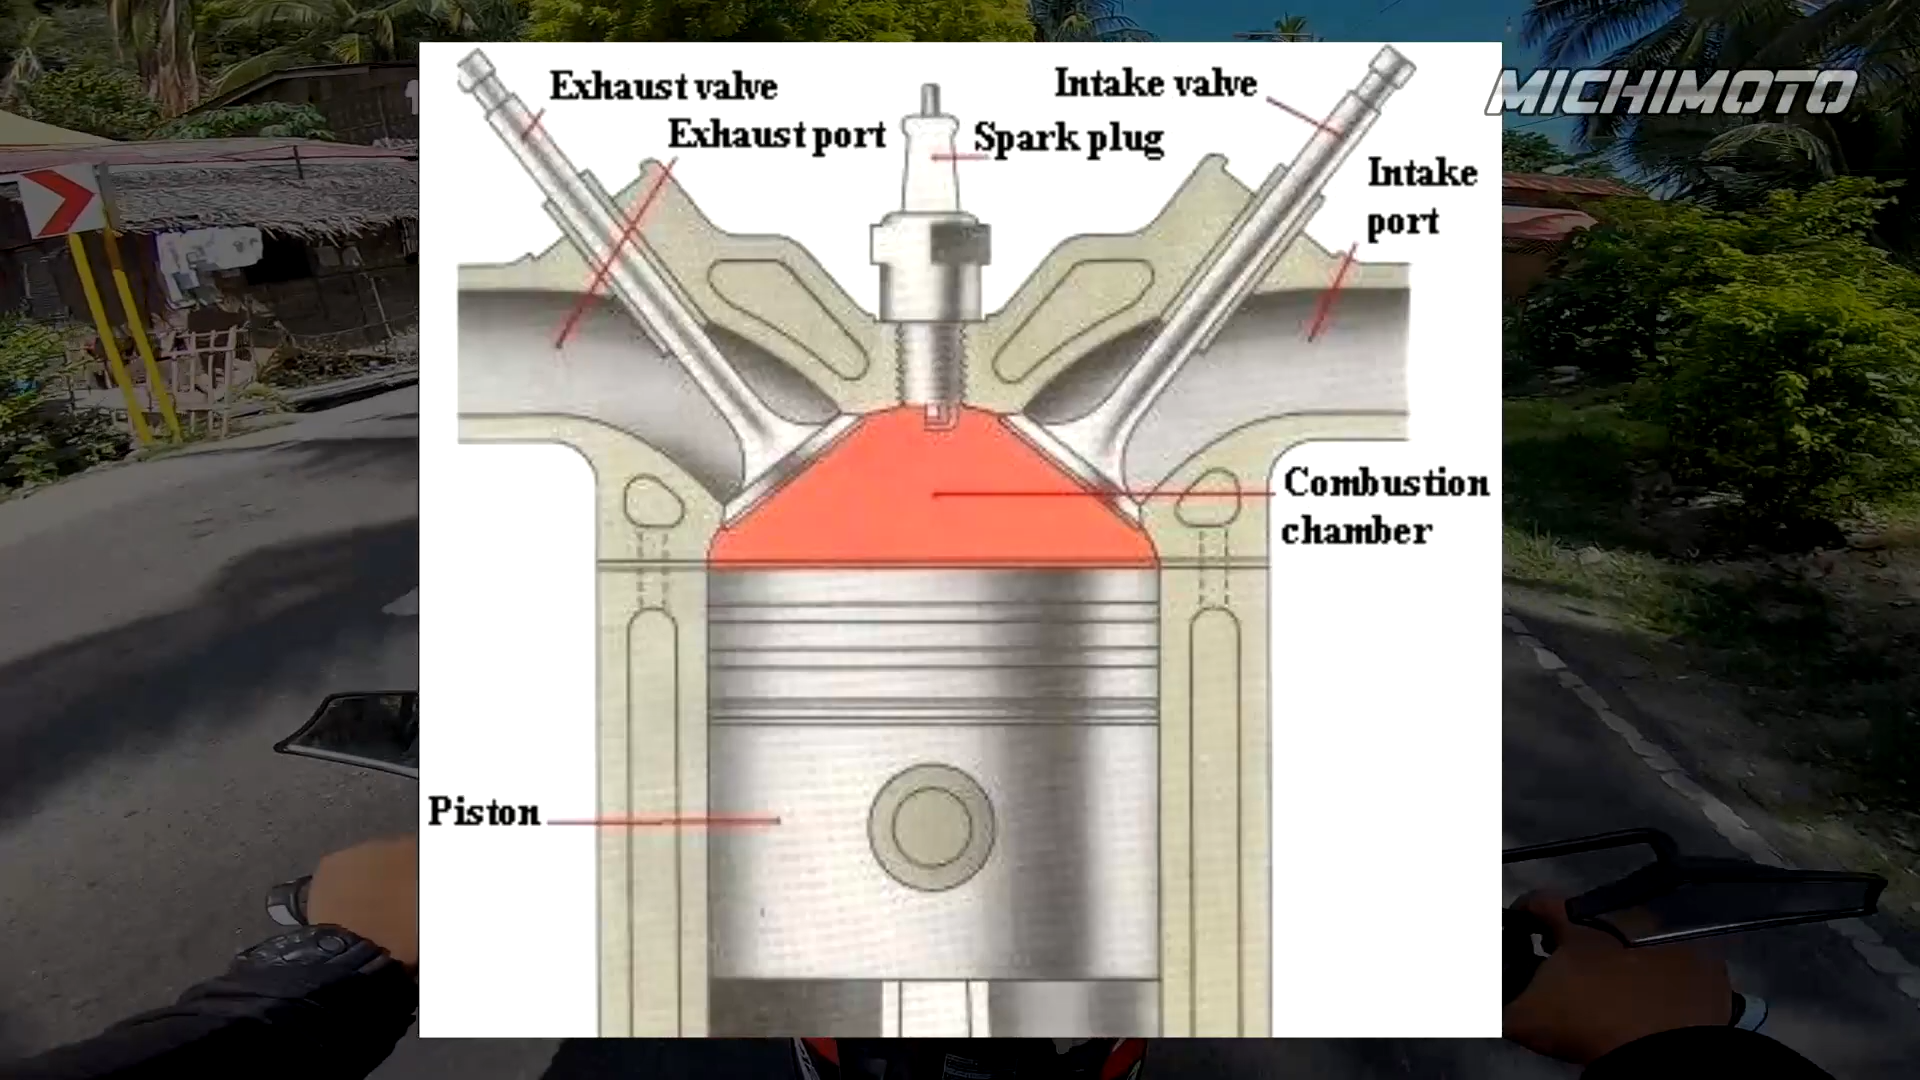 Exhaust valve
Exhaust port
Spark plug
Intake valve
MICHIMOTO
Intake
port
Combustion
chamber
Piston